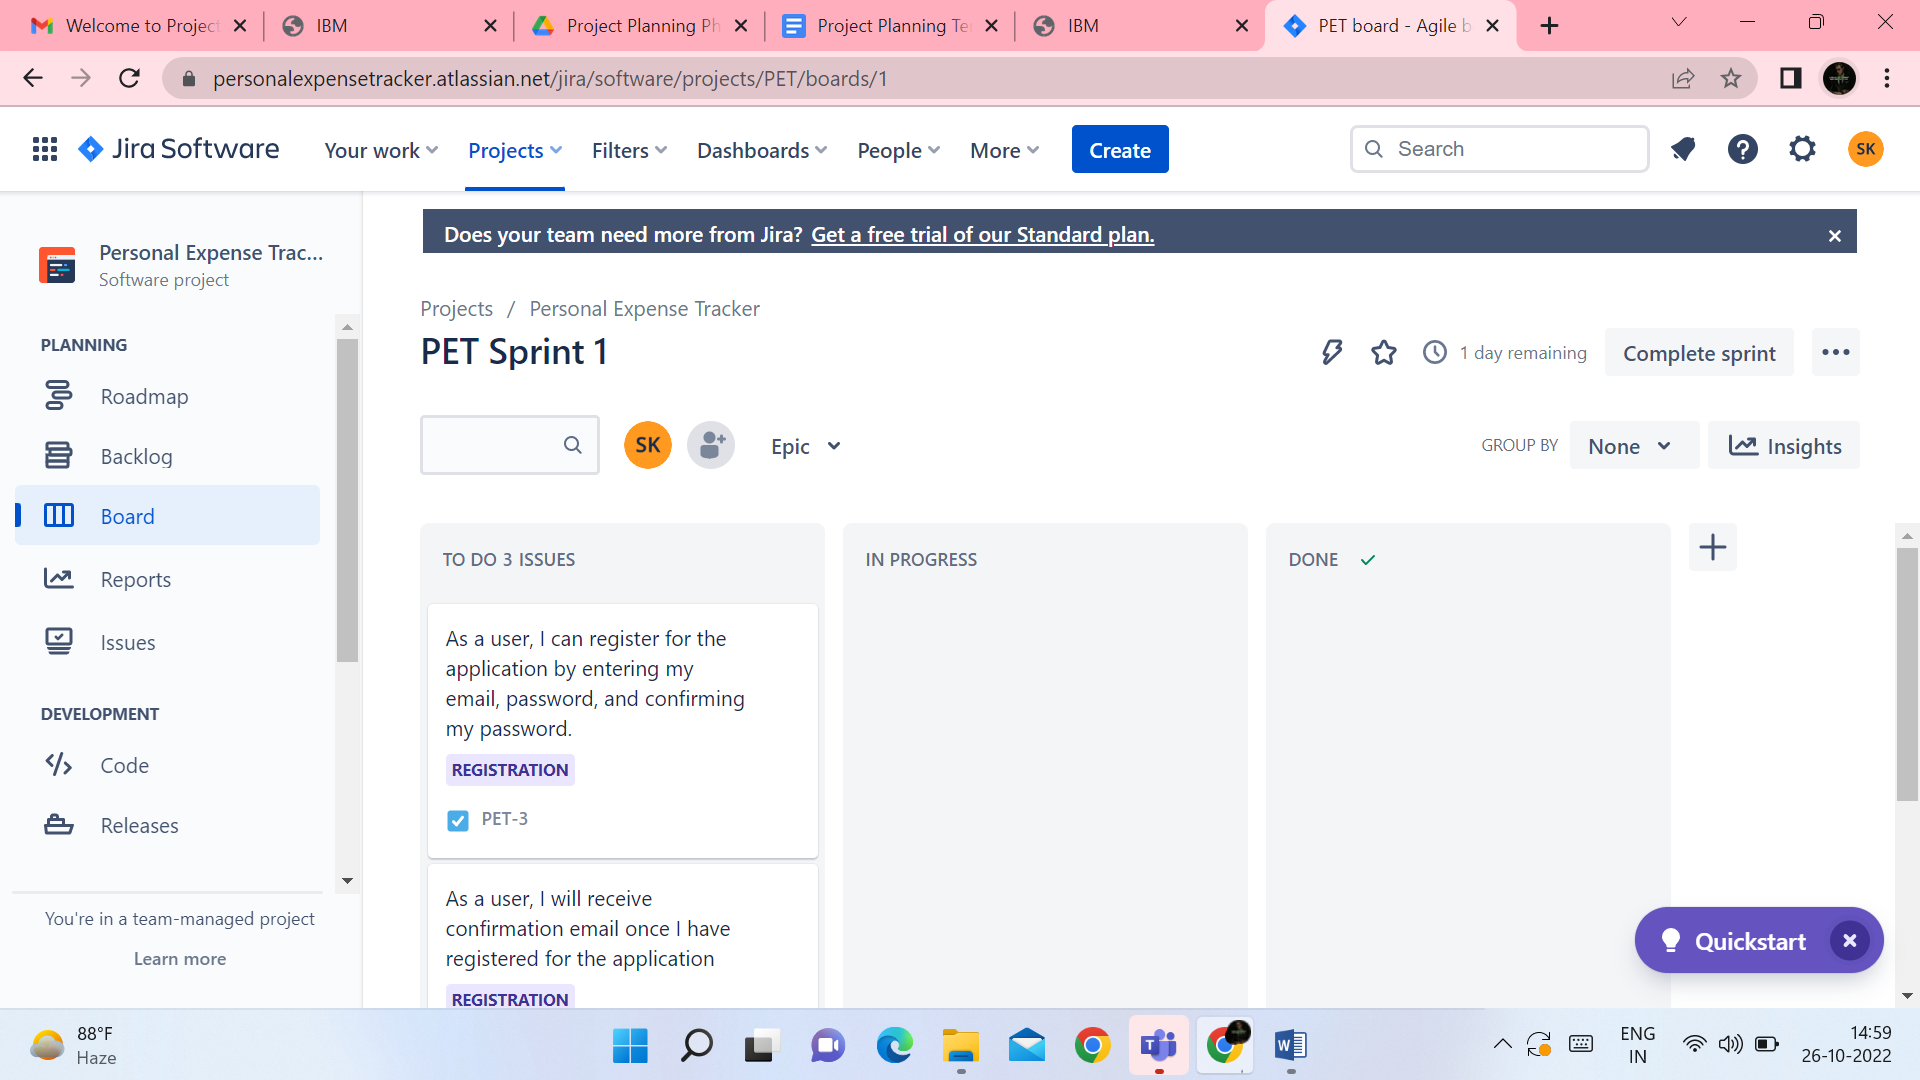 Welcome to Project
IBM
Project Planning Ph
Project Planning Te
IBM
PET board - Agile b
personalexpensetracker.atlassian.net/jira/software/projects/PET/boards/1
Jira Software
Your work
Projects
Filters
Dashboards
People
More
Create
Search
SK
Personal Expense Trac...
Software project
PLANNING
Roadmap
Backlog
Board
Reports
Issues
DEVELOPMENT
Code
Releases
You're in a team-managed project
Learn more
Does your team need more from Jira? Get a free trial of our Standard plan.
Projects / Personal Expense Tracker
PET Sprint 1
1 day remaining
Complete sprint
SK
Epic
GROUP BY
None
Insights
TO DO 3 ISSUES
IN PROGRESS
DONE
As a user, I can register for the
application by entering my
email, password, and confirming
my password.
REGISTRATION
PET-3
As a user, I will receive
confirmation email once I have
registered for the application
REGISTRATION
Quickstart
88°F
Haze
ENG
IN
14:59
26-10-2022